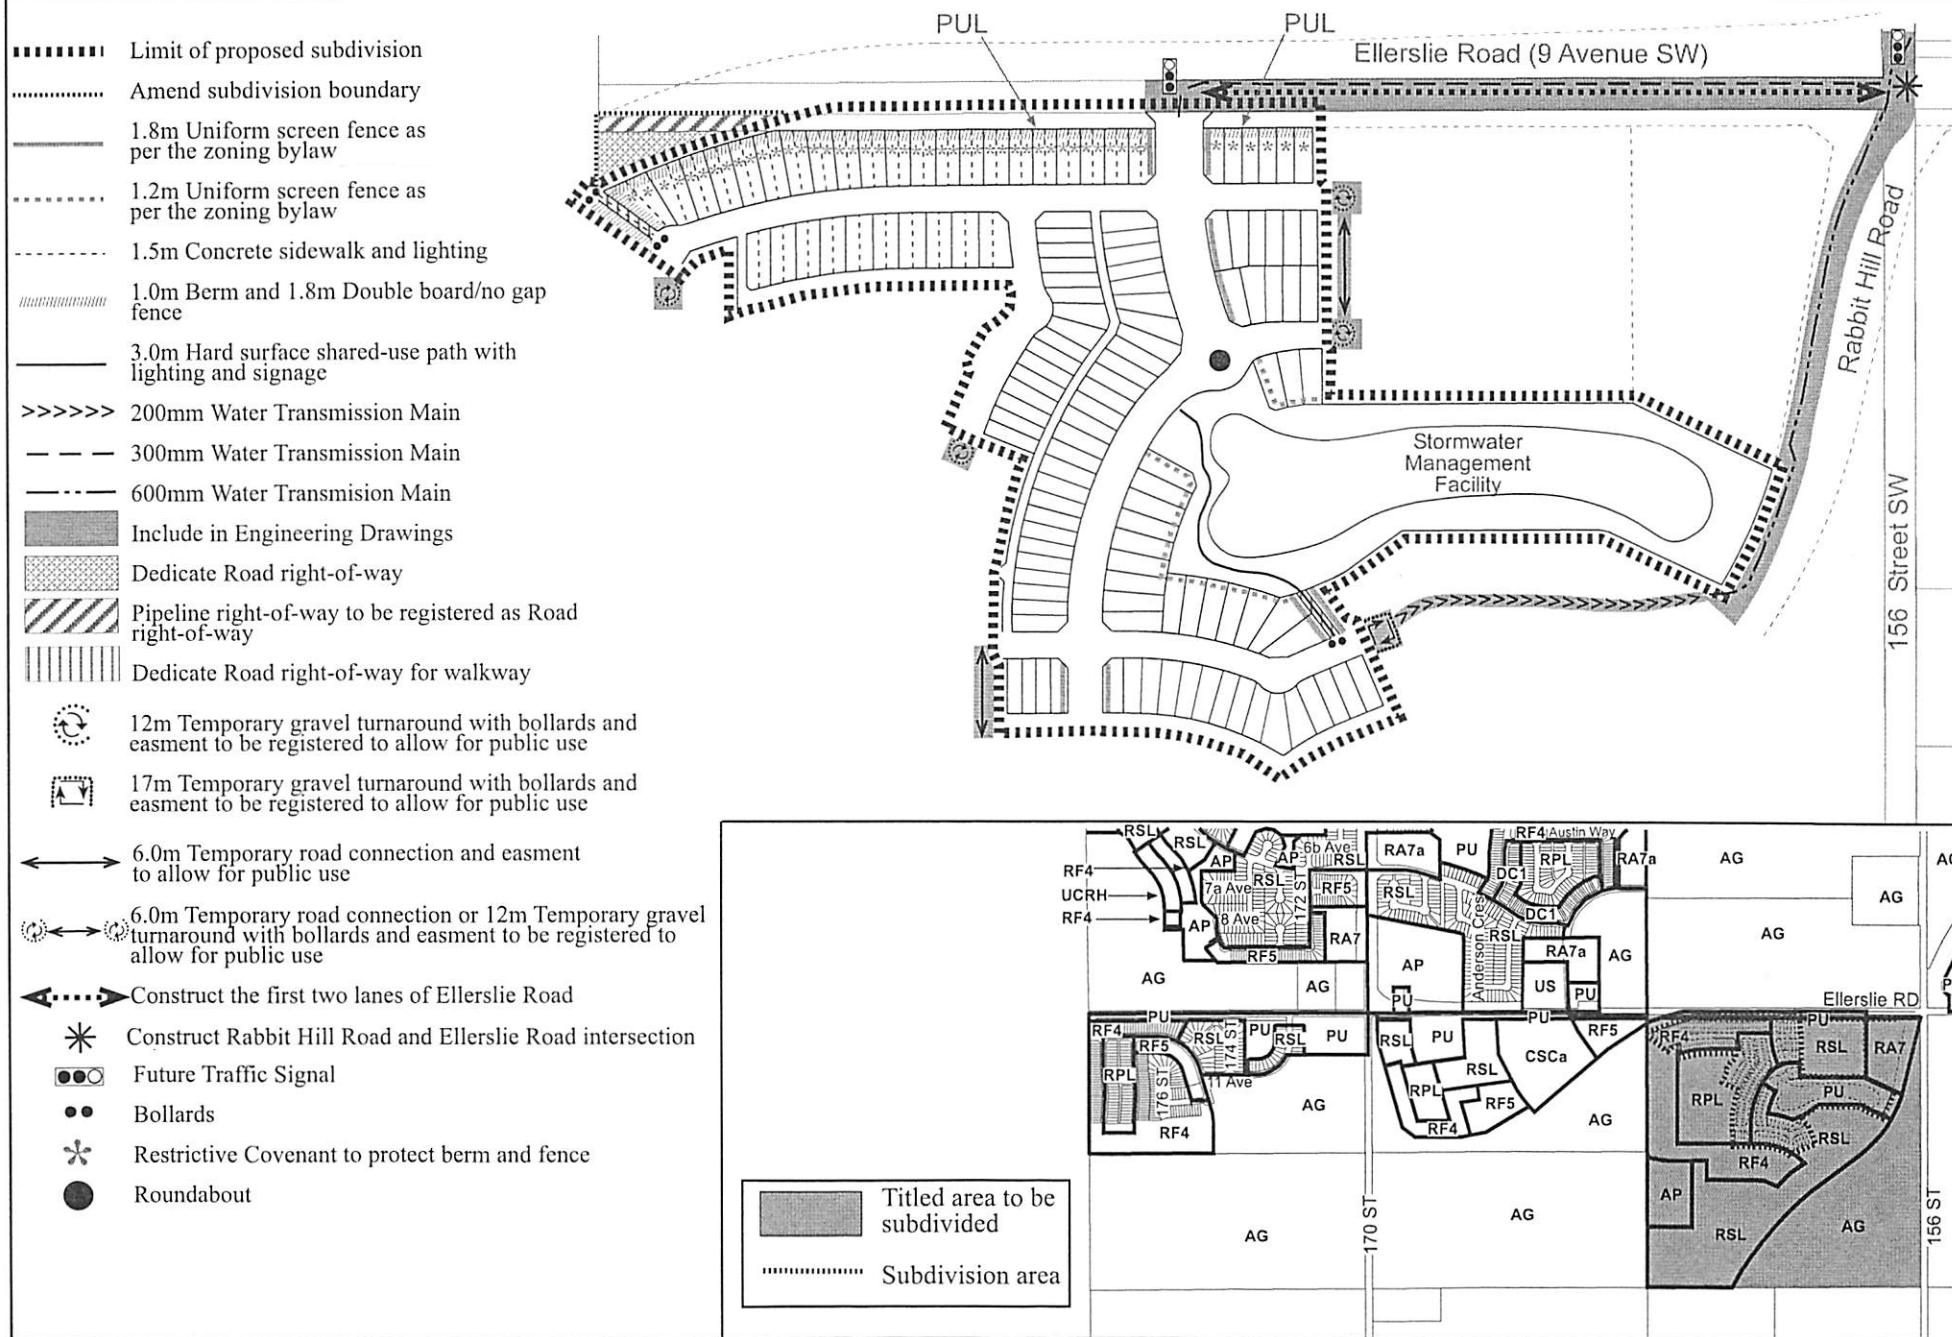 Limit of proposed subdivision
Amend subdivision boundary
1.8m Uniform screen fence as
per the zoning bylaw
1.2m Uniform screen fence as
per the zoning bylaw
1.5m Concrete sidewalk and lighting
1.0m Berm and 1.8m Double board/no gap
fence
3.0m Hard surface shared-use path with
lighting and signage
200mm Water Transmission Main
300mm Water Transmission Main
600mm Water Transmision Main
Include in Engineering Drawings
Dedicate Road right-of-way
Pipeline right-of-way to be registered as Road
right-of-way
Dedicate Road right-of-way for walkway
12m Temporary gravel turnaround with bollards and
easment to be registered to allow for public use
17m Temporary gravel turnaround with bollards and
easment to be registered to allow for public use
6.0m Temporary road connection and easment
to allow for public use
6.0m Temporary road connection or 12m Temporary gravel
turnaround with bollards and easment to be registered to
allow for public use
Construct the first two lanes of Ellerslie Road
Construct Rabbit Hill Road and Ellerslie Road intersection
Future Traffic Signal
Bollards
Restrictive Covenant to protect berm and fence
Roundabout
PUL
PUL
Ellerslie Road (9 Avenue SW)
Rabbit Hill Road
156 Street SW
Stormwater
Management
Facility
RSL
RSL
RF4
UCRH
RF4
AP
AP
6b Ave
RSL
7a Ave
RSL
172 ST
RF5
8 Ave
AP
RF5
RA7
AG
AG
RA7a
PU
RF4
Austin Way
RPL
RA7a
DC1
RSL
Anderson Cres
DC1
RSL
RA7a
AP
US
PU
PU
AG
AG
AG
AG
Ellerslie RD
PU
RF4
RF5
RSL
174 ST
PU
RSL
PU
RPL
176 ST
11 Ave
RF4
AG
RSL
PU
PU
RF5
CSCa
RSL
RPL
RF5
RF4
AG
AG
AG
170 ST
RF4
PU
RSL
RA7
RPL
PU
RSL
RF4
AP
RSL
AG
156 ST
Titled area to be
subdivided
Subdivision area